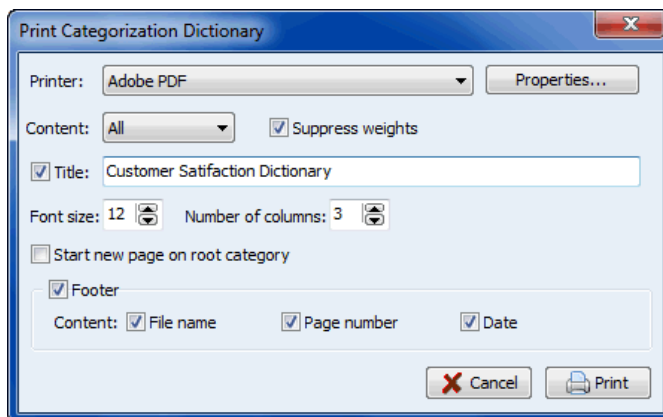 Print Categorization Dictionary
Printer: Adobe PDF Properties...
Content: All Suppress weights
Title: Customer Satifaction Dictionary
Font size: 12 Number of columns: 3
Start new page on root category
Footer
Content: File name Page number Date
Cancel Print